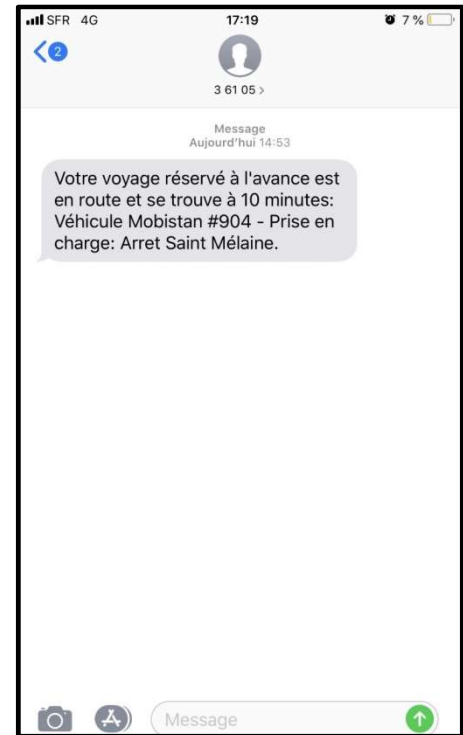 SFR 4G 17:19 7 %
2
3 61 05 >
Message
Aujourd'hui 14:53
Votre voyage réservé à l'avance est
en route et se trouve à 10 minutes:
Véhicule Mobistan #904 - Prise en
charge: Arret Saint Mélaine.
Message